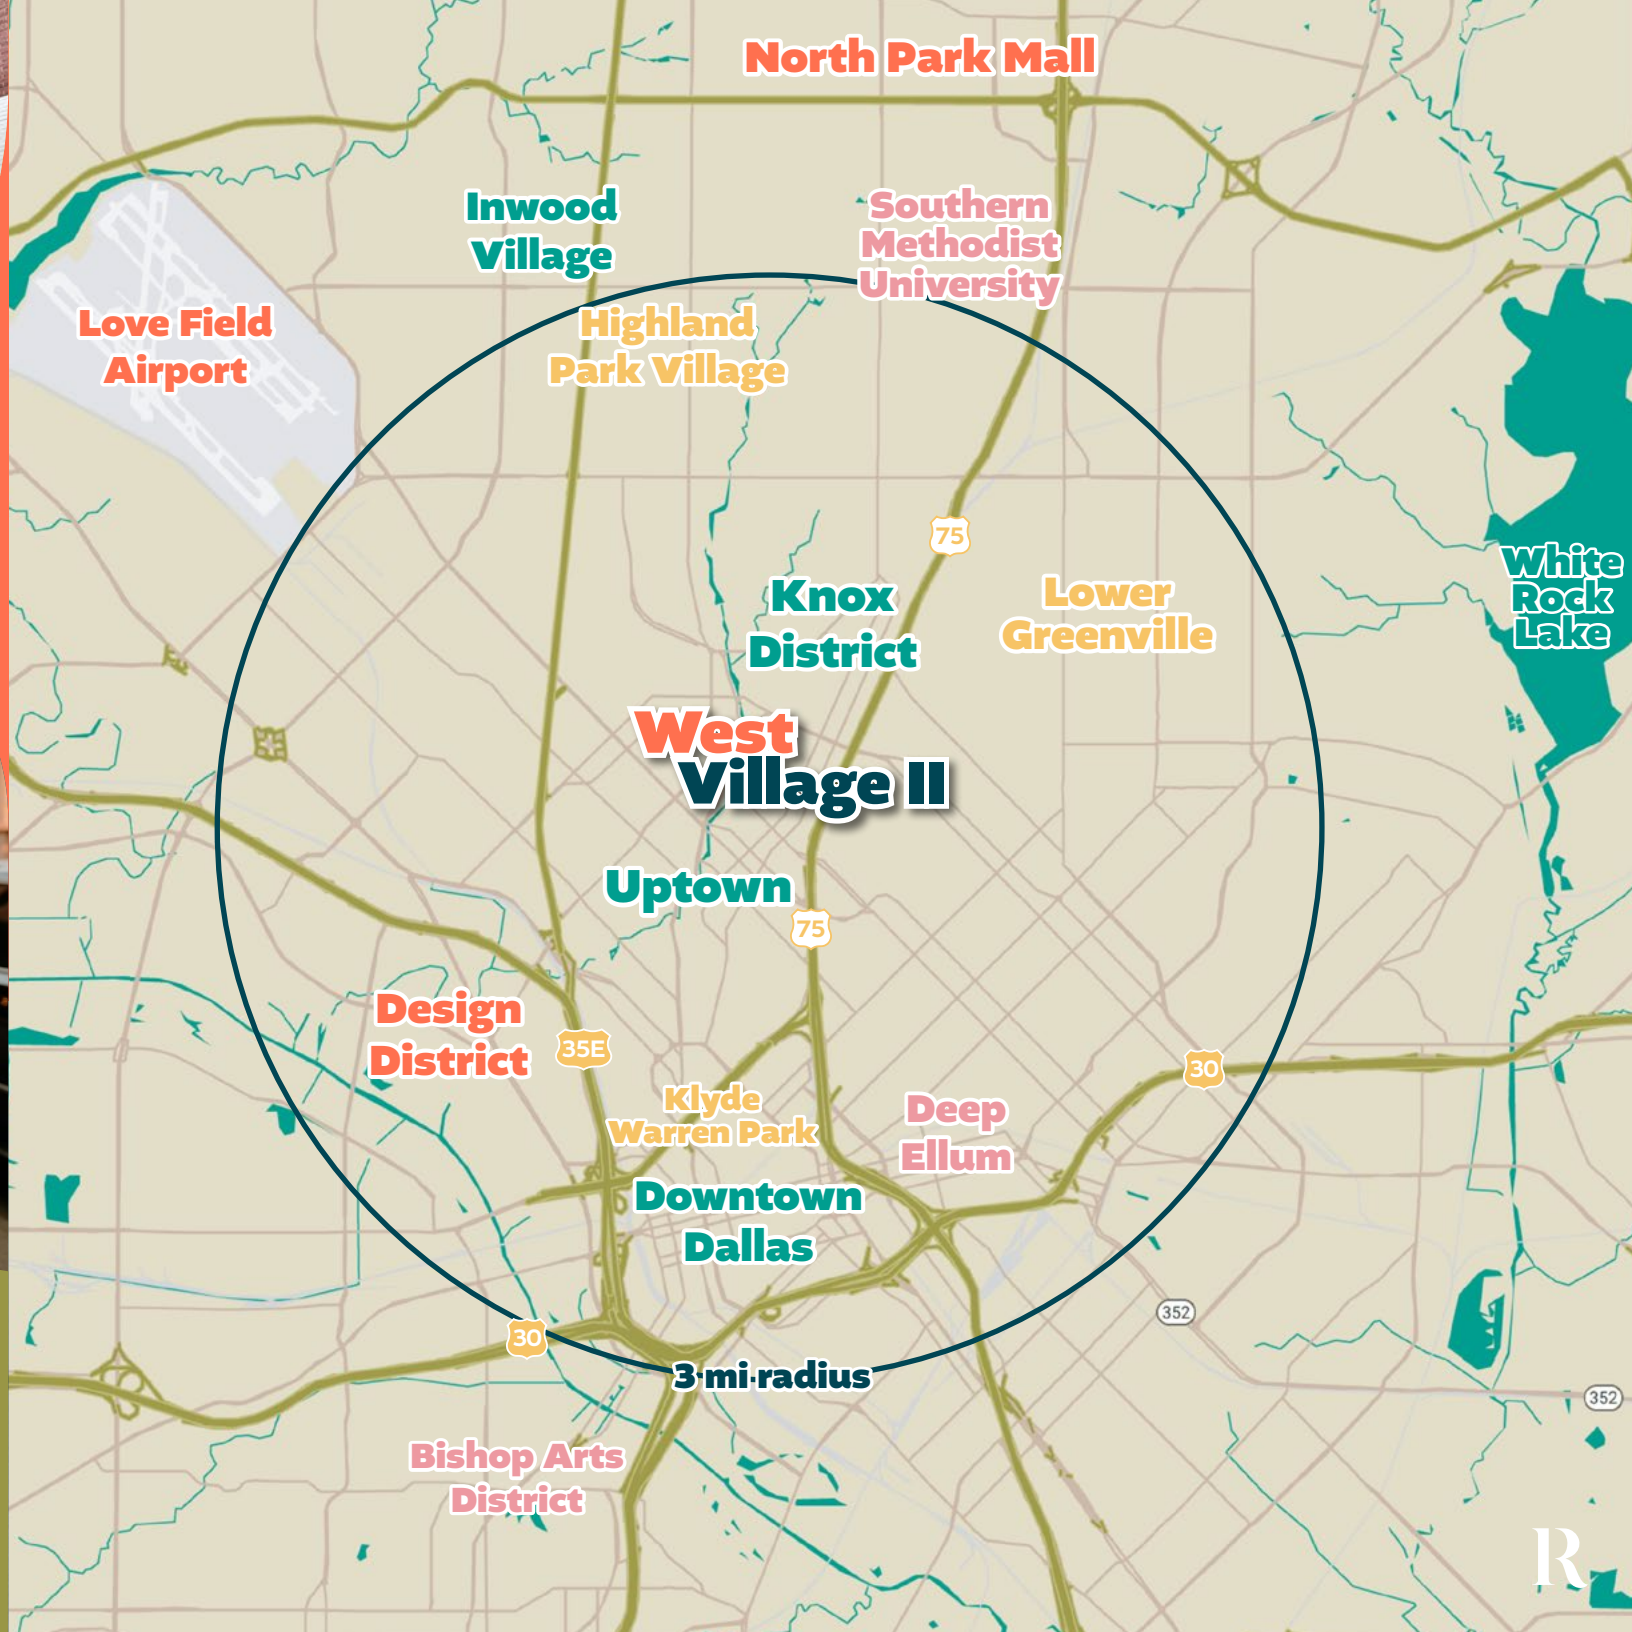 North Park Mall
Inwood
Village
Southern
Methodist
University
Love Field
Airport
Highland
Park Village
75
Knox
District
Lower
Greenville
White
Rock
Lake
West
Village II
Uptown
75
Design
District
35E
30
Klyde
Warren Park
Deep
Ellum
Downtown
Dallas
352
30
3 mi radius
352
Bishop Arts
District
R